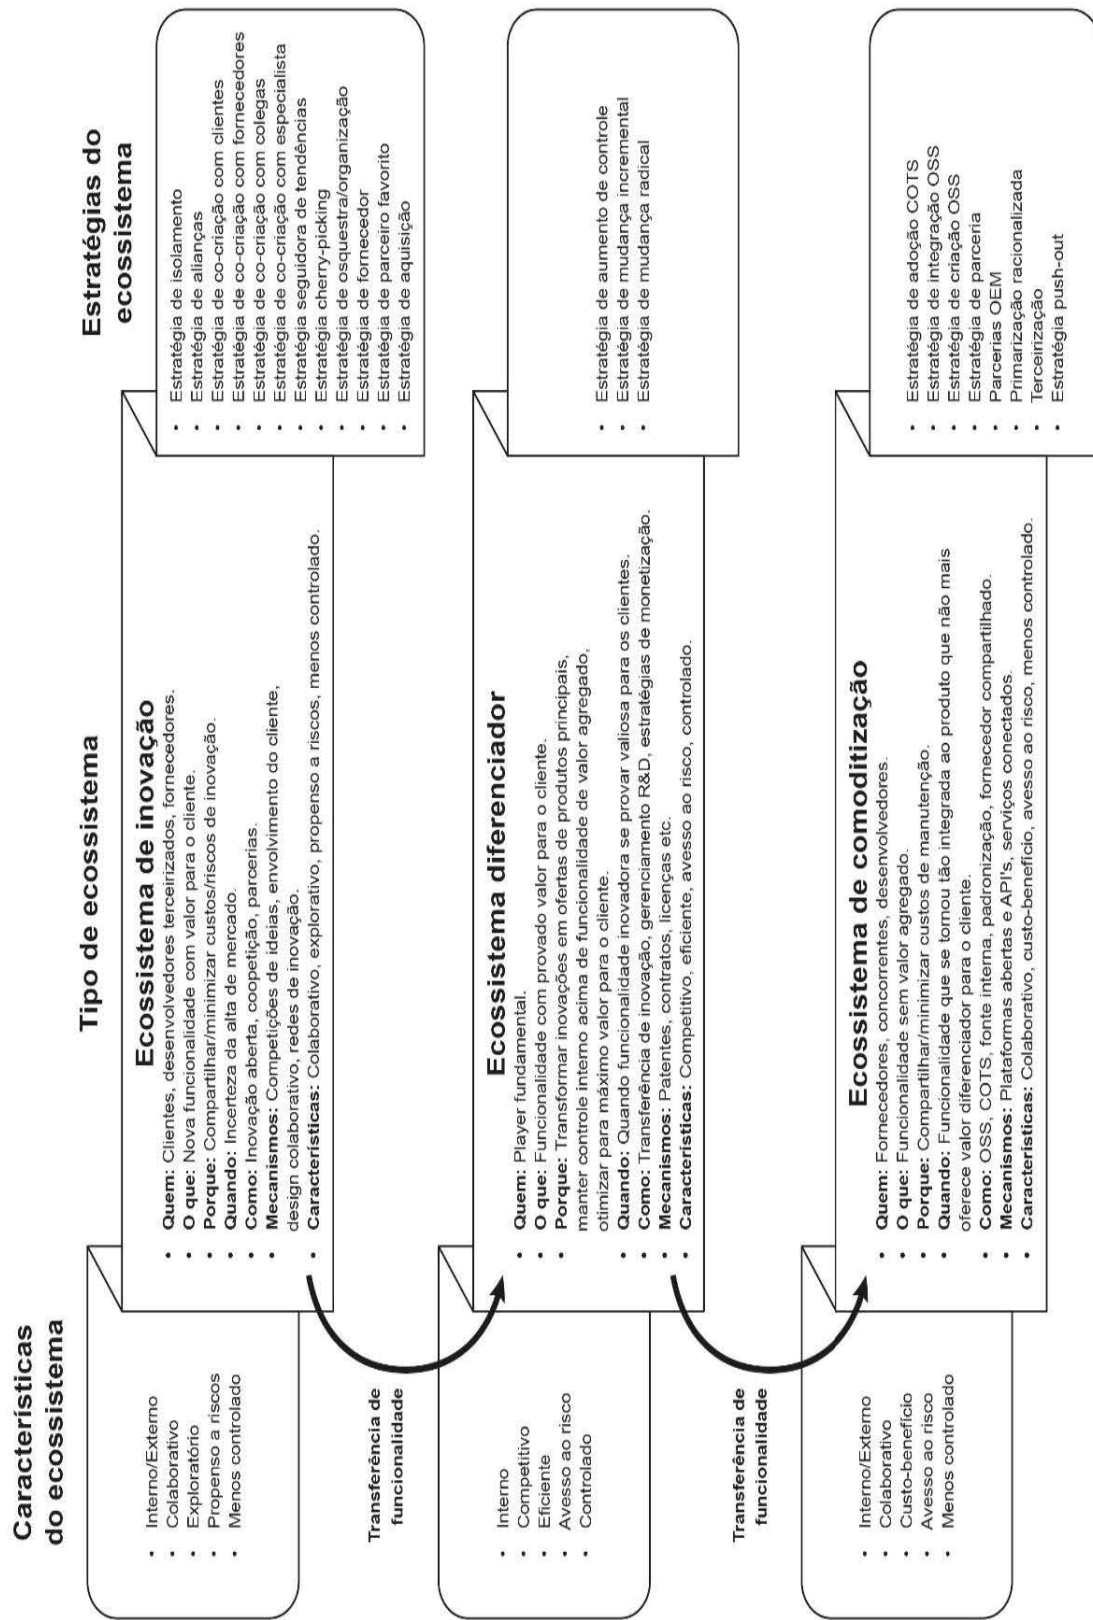 Características
do ecossistema
Tipo de ecossistema
Estratégias do
ecossistema
• Interno/Externo
• Colaborativo
• Exploratório
• Propenso a riscos
• Menos controlado
Ecossistema de inovação
• Quem: Clientes, desenvolvedores terceirizados, fornecedores.
• O que: Nova funcionalidade com valor para o cliente.
• Porque: Compartilhar/minimizar custos/riscos de inovação.
• Quando: Incerteza da alta de mercado.
• Como: Inovação aberta, coopetição, parcerias.
• Mecanismos: Competições de ideias, envolvimento do cliente,
design colaborativo, redes de inovação.
• Características: Colaborativo, explorativo, propenso a riscos, menos controlado.
• Estratégia de isolamento
• Estratégia de alianças
• Estratégia de co-criação com clientes
• Estratégia de co-criação com fornecedores
• Estratégia de co-criação com colegas
• Estratégia de co-criação com especialista
• Estratégia seguidora de tendências
• Estratégia cherry-picking
• Estratégia de osquestra/organização
• Estratégia de fornecedor
• Estratégia de parceiro favorito
• Estratégia de aquisição
Transferência de
funcionalidade
• Interno
• Competitivo
• Eficiente
• Avesso ao risco
• Controlado
Ecossistema diferenciador
• Quem: Player fundamental.
• O que: Funcionalidade com provado valor para o cliente.
• Porque: Transformar inovações em ofertas de produtos principais,
manter controle interno acima de funcionalidade de valor agregado,
otimizar para máximo valor para o cliente.
• Quando: Quando funcionalidade inovadora se provar valiosa para os clientes.
• Como: Transferência de inovação, gerenciamento R&D, estratégias de monetização.
• Mecanismos: Patentes, contratos, licenças etc.
• Características: Competitivo, eficiente, avesso ao risco, controlado.
• Estratégia de aumento de controle
• Estratégia de mudança incremental
• Estratégia de mudança radical
Transferência de
funcionalidade
• Interno/Externo
• Colaborativo
• Custo-benefício
• Avesso ao risco
• Menos controlado
Ecossistema de comoditização
• Quem: Fornecedores, concorrentes, desenvolvedores.
• O que: Funcionalidade sem valor agregado.
• Porque: Compartilhar/minimizar custos de manutenção.
• Quando: Funcionalidade que se tornou tão integrada ao produto que não mais
oferece valor diferenciador para o cliente.
• Como: OSS, COTS, fonte interna, padronização, fornecedor compartilhado.
• Mecanismos: Plataformas abertas e API's, serviços conectados.
• Características: Colaborativo, custo-benefício, avesso ao risco, menos controlado.
• Estratégia de adoção COTS
• Estratégia de integração OSS
• Estratégia de criação OSS
• Estratégia de parceria
• Parcerias OEM
• Primarização racionalizada
• Terceirização
• Estratégia push-out